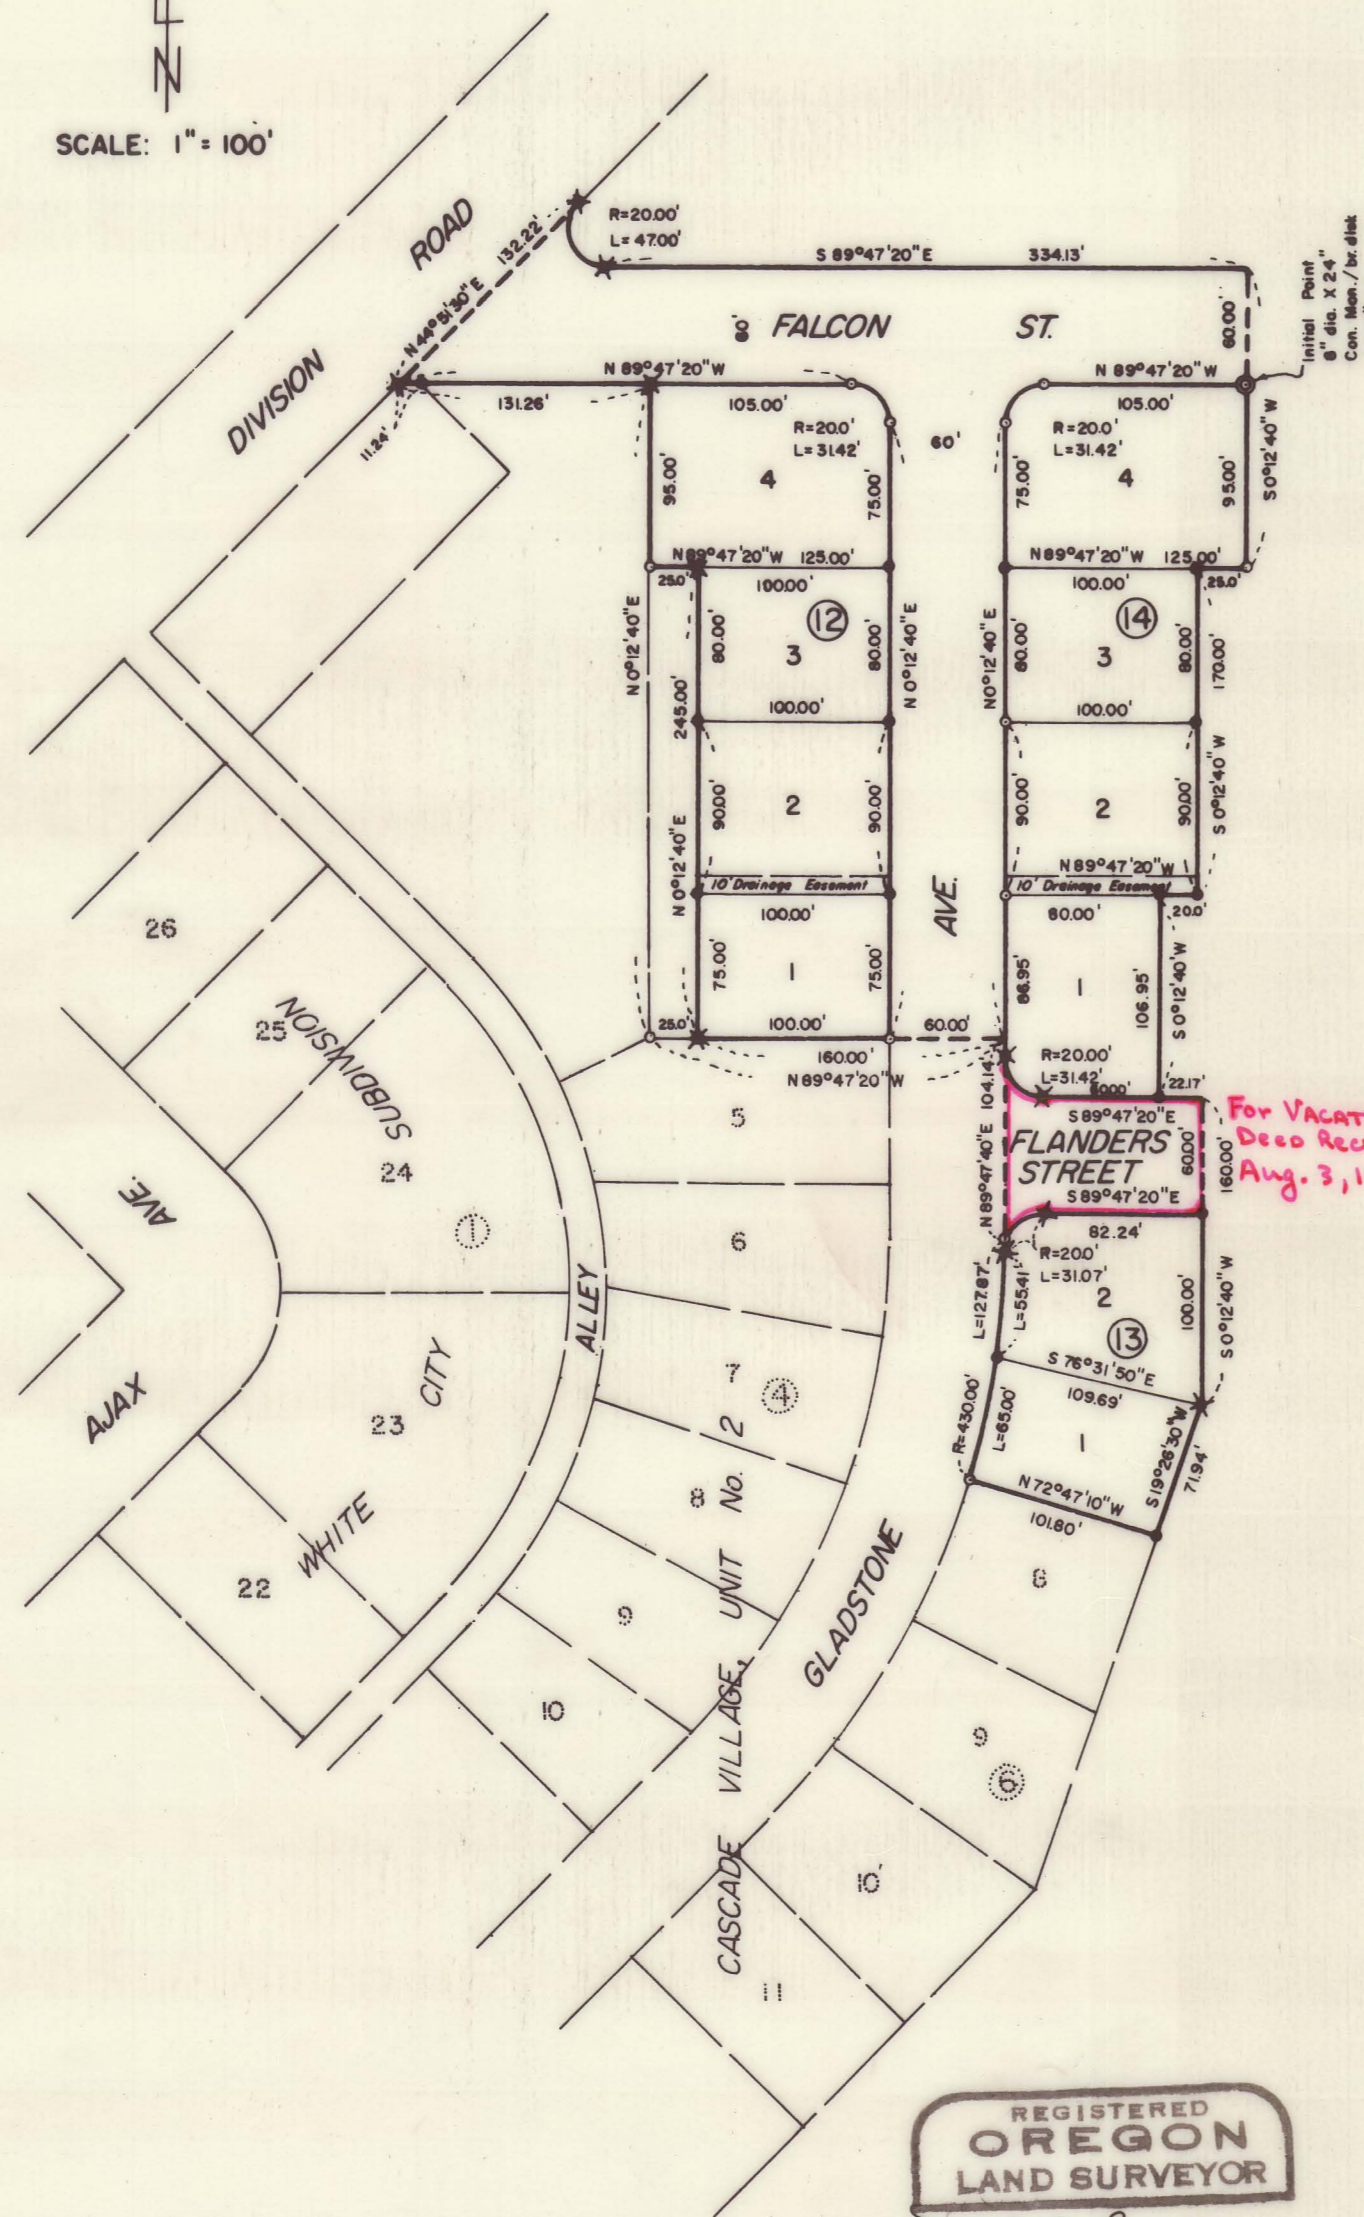 N
SCALE: 1" = 100'
DIVISION ROAD
N 44°51'30" E 132.22'
R=20.00'
L=47.00'
S 89°47'20" E 334.13'
60' FALCON ST.
60.00'
Initial Point
6" dia. X 24"
Con. Mon./br. disk
N 89°47'20" W
N 89°47'20" W
11.24'
131.26'
105.00'
105.00'
R=20.0'
L=31.42'
60'
R=20.0'
L=31.42'
95.00'
4
75.00'
75.00'
4
95.00'
S 0°12'40" W
N 89°47'20" W 125.00'
N 89°47'20" W 125.00'
25.0'
100.00'
100.00'
25.0'
12
14
N 0°12'40" E
80.00'
3
80.00'
N 0°12'40" E
N 0°12'40" E
80.00'
3
80.00'
170.00'
245.00'
100.00'
100.00'
N 0°12'40" E
90.00'
2
90.00'
90.00'
2
90.00'
S 0°12'40" W
N 89°47'20" W
10' Drainage Easement
10' Drainage Easement
100.00'
AVE.
80.00'
20.0'
75.00'
1
75.00'
86.95'
1
106.95'
S 0°12'40" W
25.0'
100.00'
60.00'
160.00'
N 89°47'20" W
R=20.00'
L=31.42'
22.17'
S 89°47'20" E
N 89°47'40" E 104.14'
FLANDERS
STREET
60.00'
160.00'
For VACAT
Deed Rec
Aug. 3, 1
S 89°47'20" E
82.24'
R=20.0'
L=31.07'
L=127.87'
L=55.41'
2
100.00'
S 0°12'40" W
13
S 76°31'50" E
109.69'
R=430.00'
L=65.00'
1
S 19°26'30" W
71.94'
N 72°47'10" W
101.80'
26
25
SUBDIVISION
24
1
AVE.
AJAX
23
CITY
WHITE
22
ALLEY
5
6
7
4
8
9
10
CASCADE VILLAGE, UNIT No. 2
GLADSTONE
8
9
6
10
11
REGISTERED
OREGON
LAND SURVEYOR